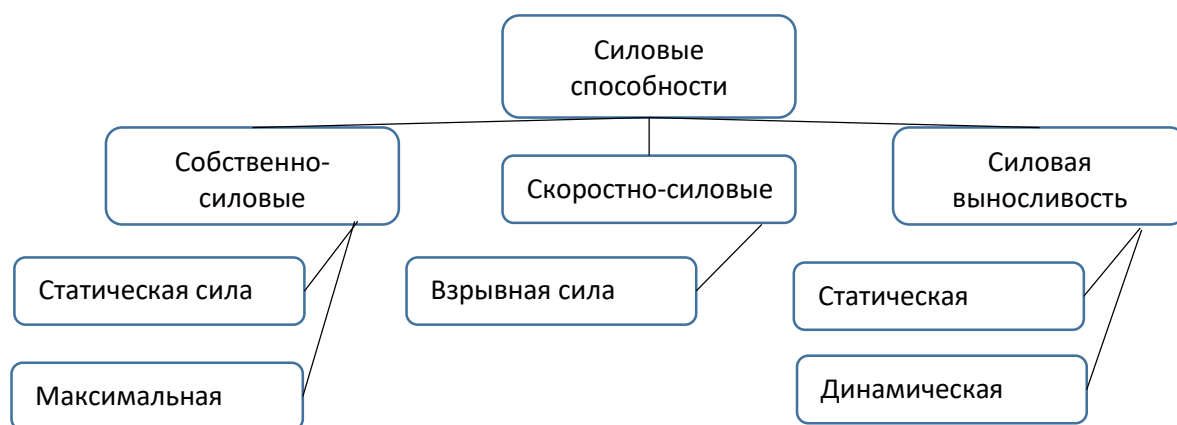 Силовые
способности
Собственно-
силовые
Скоростно-силовые
Силовая
выносливость
Статическая сила
Взрывная сила
Статическая
Максимальная
Динамическая